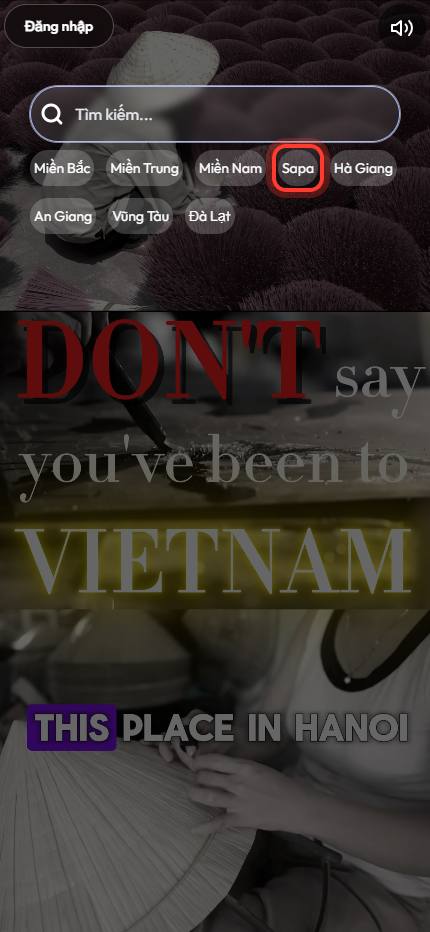 Đăng nhập
Tìm kiếm...
Miền Bắc Miền Trung Miền Nam Sapa Hà Giang
An Giang Vũng Tàu Đà Lạt
DON'T say
you've been to
VIETNAM
THIS PLACE IN HANOI